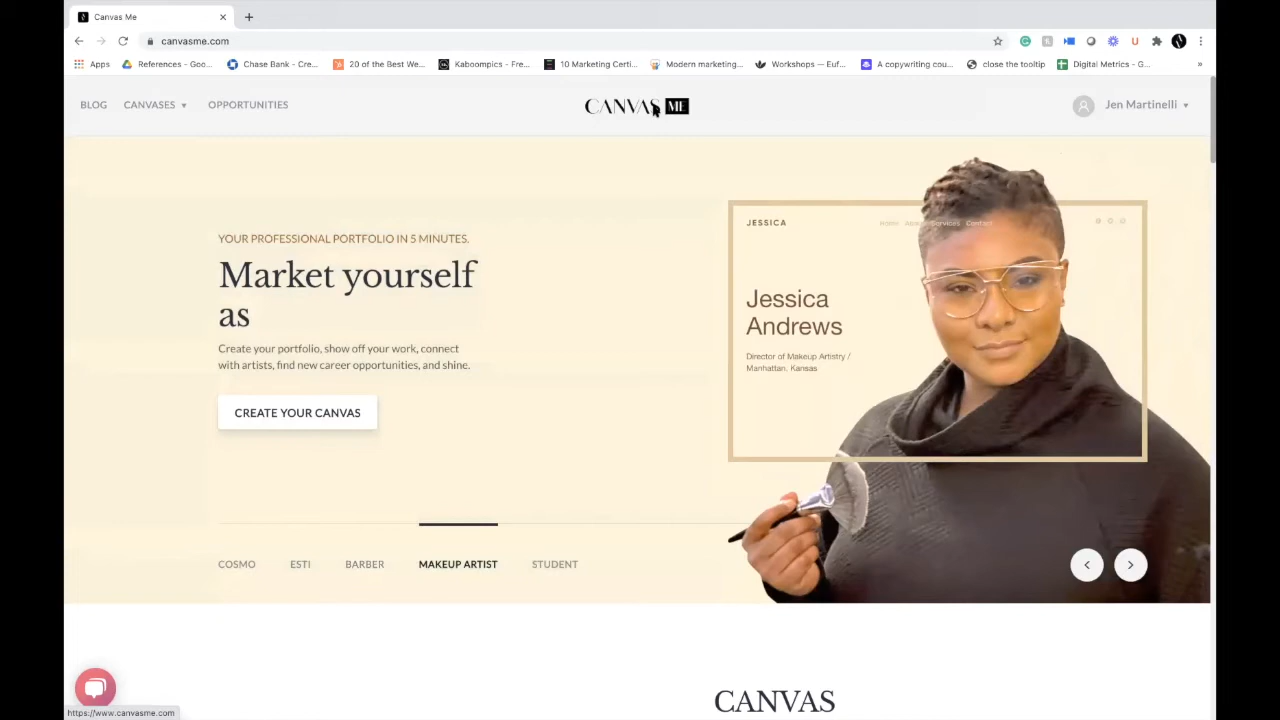 Canvas Me
canvasme.com
Apps
References - Goo...
Chase Bank - Cre...
20 of the Best We...
Kaboompics - Fre...
10 Marketing Certi...
Modern marketing...
Workshops — Euf...
A copywriting cou...
close the tooltip
Digital Metrics - G...
»
BLOG
CANVASES
OPPORTUNITIES
CANVAS ME
Jen Martinelli
YOUR PROFESSIONAL PORTFOLIO IN 5 MINUTES.
Market yourself
as
Create your portfolio, show off your work, connect
with artists, find new career opportunities, and shine.
CREATE YOUR CANVAS
JESSICA
Services Contact
Jessica
Andrews
Director of Makeup Artistry /
Manhattan, Kansas
COSMO
ESTI
BARBER
MAKEUP ARTIST
STUDENT
CANVAS
https://www.canvasme.com